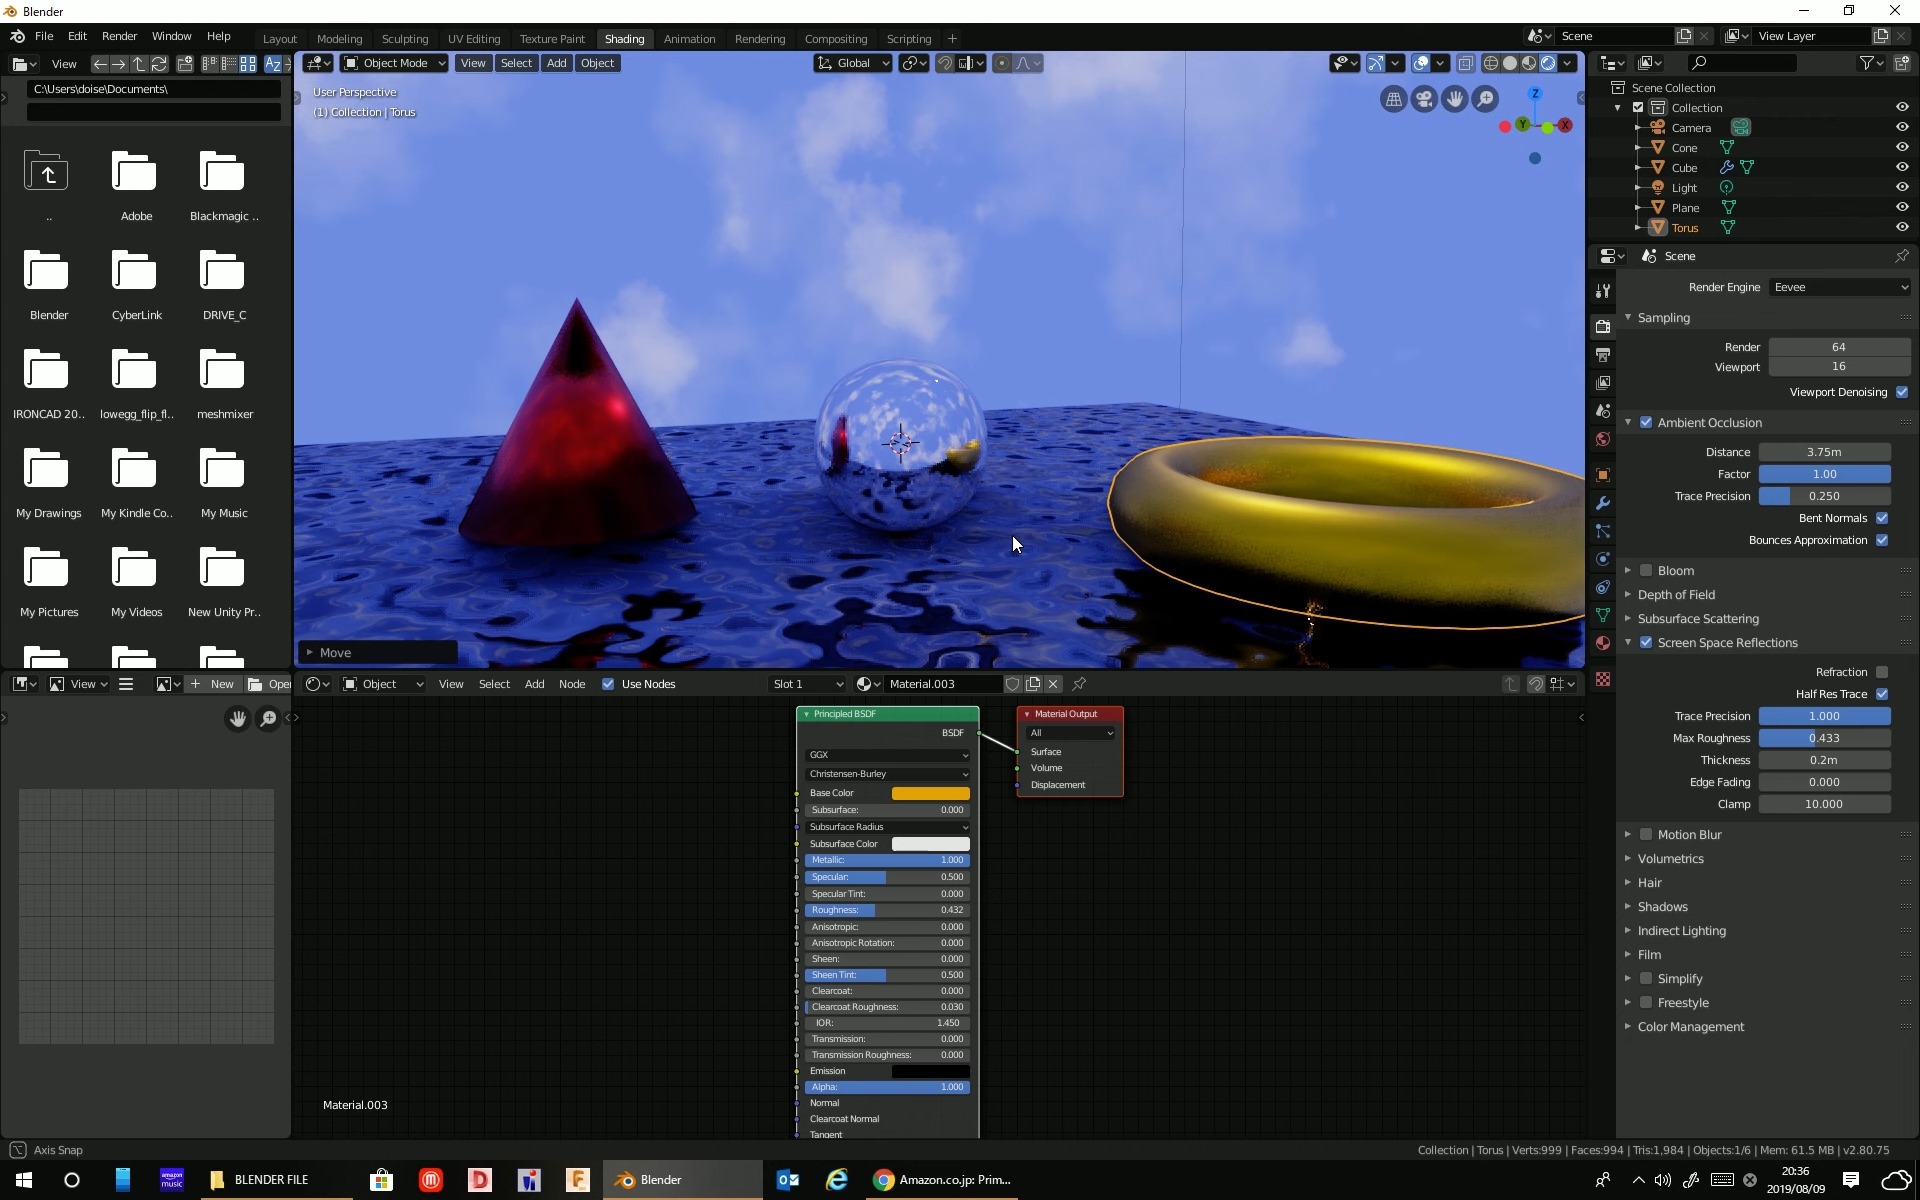 Blender
File Edit Render Window Help
Layout Modeling Sculpting UV Editing Texture Paint Shading Animation Rendering Compositing Scripting +
Scene
View Layer
View
C:\Users\doise\Documents\
..
Adobe
Blackmagic ..
Blender
CyberLink
DRIVE_C
IRONCAD 20..
lowegg_flip_fl..
meshmixer
My Drawings
My Kindle Co..
My Music
My Pictures
My Videos
New Unity Pr..
Object Mode View Select Add Object
Global
User Perspective
(1) Collection | Torus
Z
Y
X
Move
Scene Collection
Collection
Camera
Cone
Cube
Light
Plane
Torus
Scene
Render Engine Eevee
Sampling
Render 64
Viewport 16
Viewport Denoising
Ambient Occlusion
Distance 3.75m
Factor 1.00
Trace Precision 0.250
Bent Normals
Bounces Approximation
Bloom
Depth of Field
Subsurface Scattering
Screen Space Reflections
Refraction
Half Res Trace
Trace Precision 1.000
Max Roughness 0.433
Thickness 0.2m
Edge Fading 0.000
Clamp 10.000
Motion Blur
Volumetrics
Hair
Shadows
Indirect Lighting
Film
Simplify
Freestyle
Color Management
View
New
Open
Object View Select Add Node Use Nodes
Slot 1
Material.003
Principled BSDF
BSDF
GGX
Christensen-Burley
Base Color
Subsurface: 0.000
Subsurface Radius
Subsurface Color
Metallic: 1.000
Specular: 0.500
Specular Tint: 0.000
Roughness: 0.432
Anisotropic: 0.000
Anisotropic Rotation: 0.000
Sheen: 0.000
Sheen Tint: 0.500
Clearcoat: 0.000
Clearcoat Roughness: 0.030
IOR: 1.450
Transmission: 0.000
Transmission Roughness: 0.000
Emission
Alpha: 1.000
Normal
Clearcoat Normal
Tangent
Material Output
All
Surface
Volume
Displacement
Material.003
Axis Snap
Collection | Torus | Verts:999 | Faces:994 | Tris:1,984 | Objects:1/6 | Mem: 61.5 MB | v2.80.75
amazon
music
BLENDER FILE
Blender
Amazon.co.jp: Prim...
20:36
2019/08/09